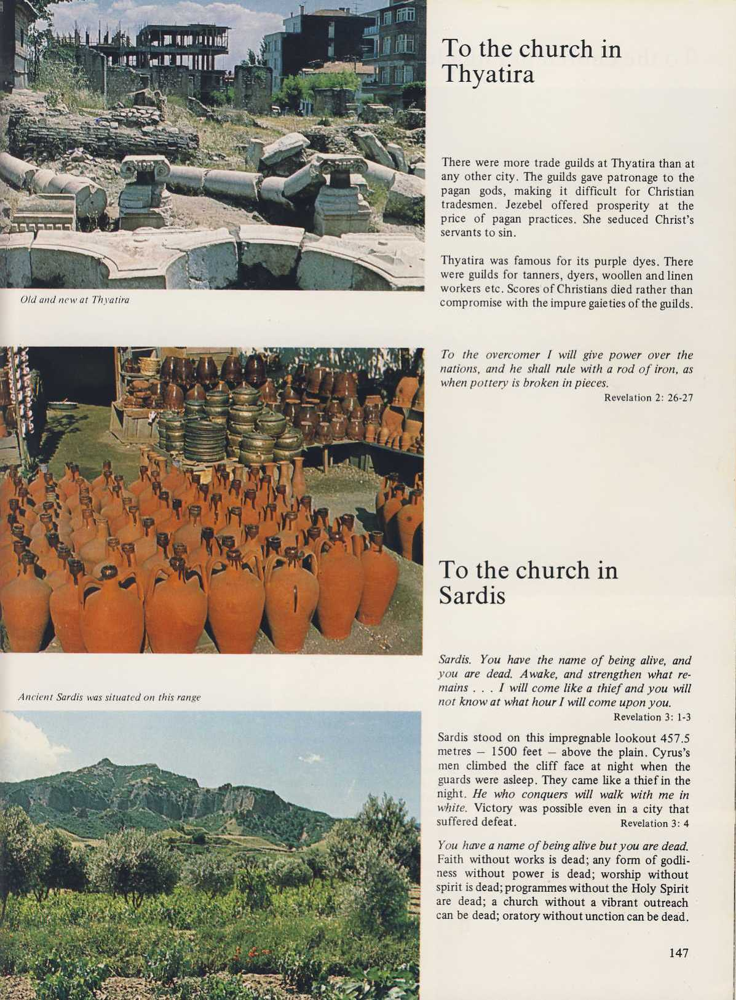 To the church in
Thyatira
There were more trade guilds at Thyatira than at
any other city. The guilds gave patronage to the
pagan gods, making it difficult for Christian
tradesmen. Jezebel offered prosperity at the
price of pagan practices. She seduced Christ's
servants to sin.
Thyatira was famous for its purple dyes. There
were guilds for tanners, dyers, woollen and linen
workers etc. Scores of Christians died rather than
compromise with the impure gaieties of the guilds.
Old and new at Thyatira
To the overcomer I will give power over the
nations, and he shall rule with a rod of iron, as
when pottery is broken in pieces.
Revelation 2: 26-27
To the church in
Sardis
Sardis. You have the name of being alive, and
you are dead. Awake, and strengthen what re-
mains . . . I will come like a thief and you will
not know at what hour I will come upon you.
Revelation 3: 1-3
Ancient Sardis was situated on this range
Sardis stood on this impregnable lookout 457.5
metres — 1500 feet — above the plain. Cyrus's
men climbed the cliff face at night when the
guards were asleep. They came like a thief in the
night. He who conquers will walk with me in
white. Victory was possible even in a city that
suffered defeat. Revelation 3: 4
You have a name of being alive but you are dead.
Faith without works is dead; any form of godli-
ness without power is dead; worship without
spirit is dead; programmes without the Holy Spirit
are dead; a church without a vibrant outreach
can be dead; oratory without unction can be dead.
147